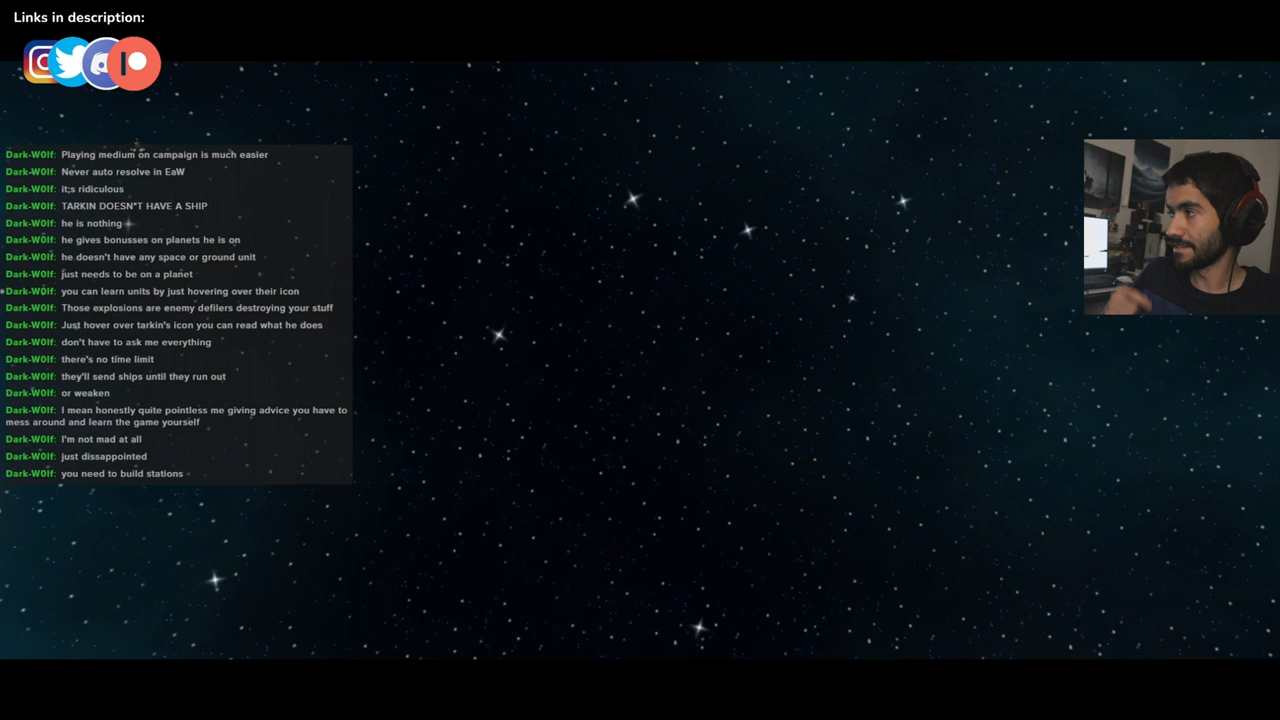 Links in description:
Dark-W0lf: Playing medium on campaign is much easier
Dark-W0lf: Never auto resolve in EaW
Dark-W0lf: it;s ridiculous
Dark-W0lf: TARKIN DOESN"T HAVE A SHIP
Dark-W0lf: he is nothing
Dark-W0lf: he gives bonusses on planets he is on
Dark-W0lf: he doesn't have any space or ground unit
Dark-W0lf: just needs to be on a planet
Dark-W0lf: you can learn units by just hovering over their icon
Dark-W0lf: Those explosions are enemy defilers destroying your stuff
Dark-W0lf: Just hover over tarkin's icon you can read what he does
Dark-W0lf: don't have to ask me everything
Dark-W0lf: there's no time limit
Dark-W0lf: they'll send ships until they run out
Dark-W0lf: or weaken
Dark-W0lf: I mean honestly quite pointless me giving advice you have to
mess around and learn the game yourself
Dark-W0lf: I'm not mad at all
Dark-W0lf: just dissappointed
Dark-W0lf: you need to build stations